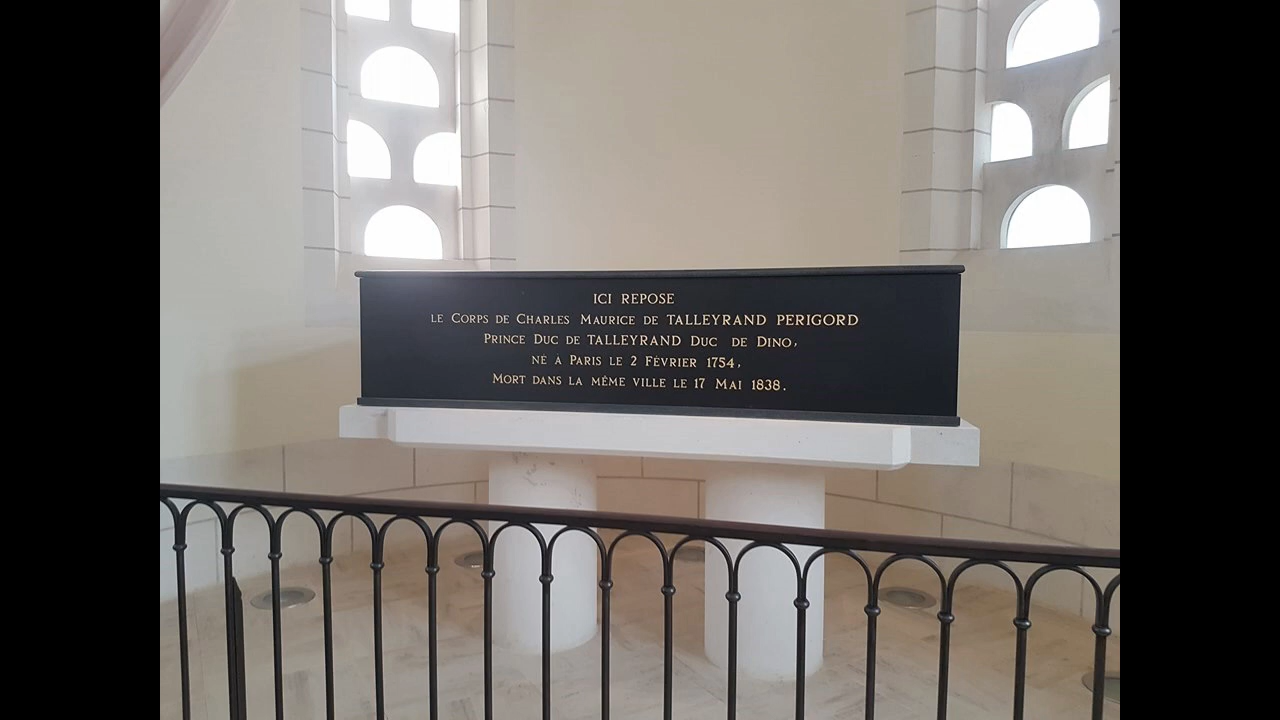 ICI REPOSE
LE CORPS DE CHARLES MAURICE DE TALLEYRAND PERIGORD
PRINCE DUC DE TALLEYRAND DUC DE DINO,
NÉ A PARIS LE 2 FÉVRIER 1754,
MORT DANS LA MÊME VILLE LE 17 MAI 1838.